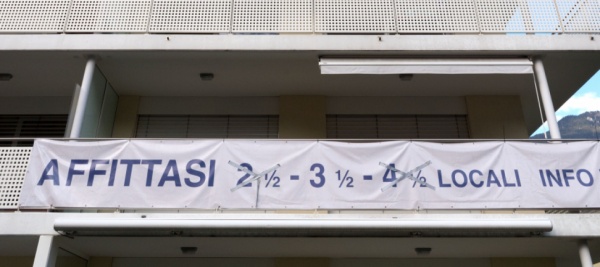 AFFITTASI 2 ½ - 3 ½ - 4 ½ LOCALI INFO